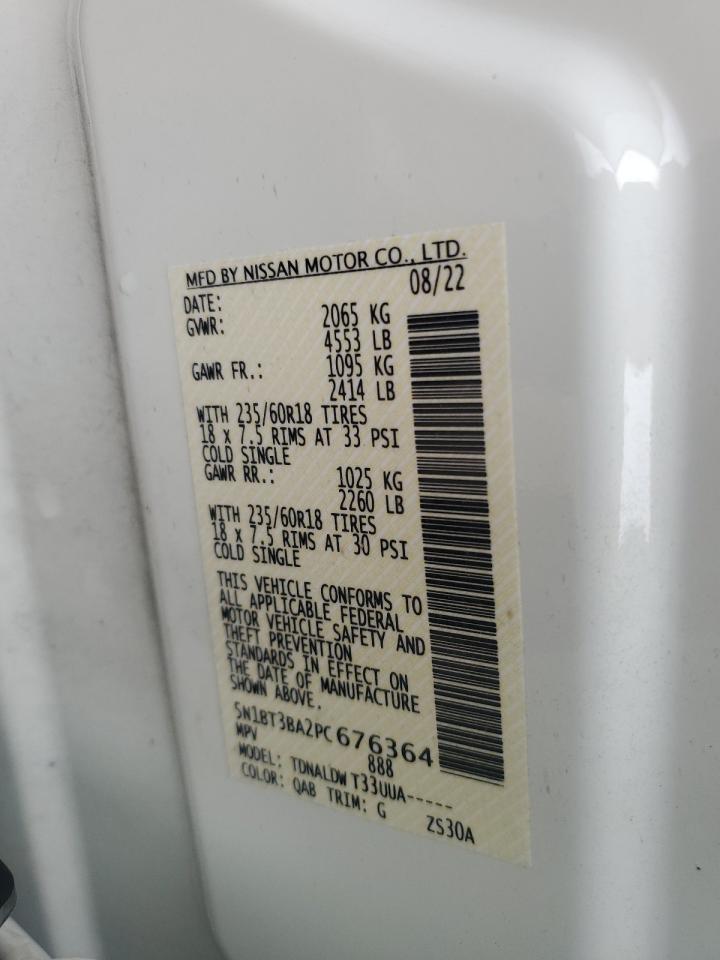 MFD BY NISSAN MOTOR CO., LTD.
DATE: 08/22
GVWR: 2065 KG
4553 LB
GAWR FR.: 1095 KG
2414 LB
WITH 235/60R18 TIRES
18 x 7.5 RIMS AT 33 PSI
COLD SINGLE
GAWR RR.: 1025 KG
2260 LB
WITH 235/60R18 TIRES
18 x 7.5 RIMS AT 30 PSI
COLD SINGLE
THIS VEHICLE CONFORMS TO
ALL APPLICABLE FEDERAL
MOTOR VEHICLE SAFETY AND
THEFT PREVENTION
STANDARDS IN EFFECT ON
THE DATE OF MANUFACTURE
SHOWN ABOVE.
5N1BT3BA2PC676364
MPV 888
MODEL: TDNALDW T33UUA-----
COLOR: QAB TRIM: G ZS30A